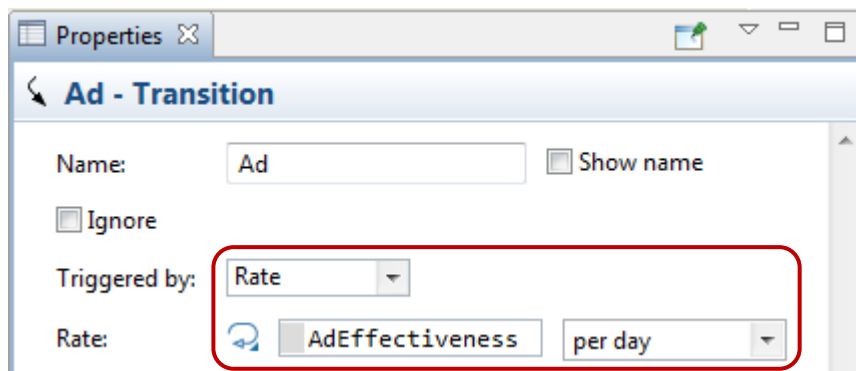 Properties
Ad - Transition
Name: Ad Show name
Ignore
Triggered by: Rate
Rate: AdEffectiveness per day